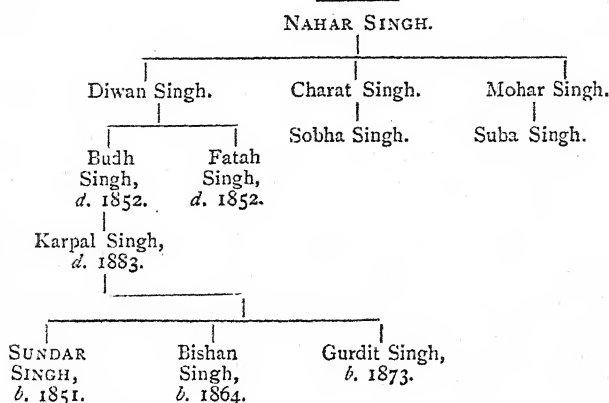 NAHAR SINGH.
Diwan Singh. Charat Singh. Mohar Singh.
Sobha Singh. Suba Singh.
Budh Fatah
Singh, Singh,
d. 1852. d. 1852.
Karpal Singh,
d. 1883.
SUNDAR Bishan Gurdit Singh,
SINGH, Singh, b. 1873.
b. 1851. b. 1864.